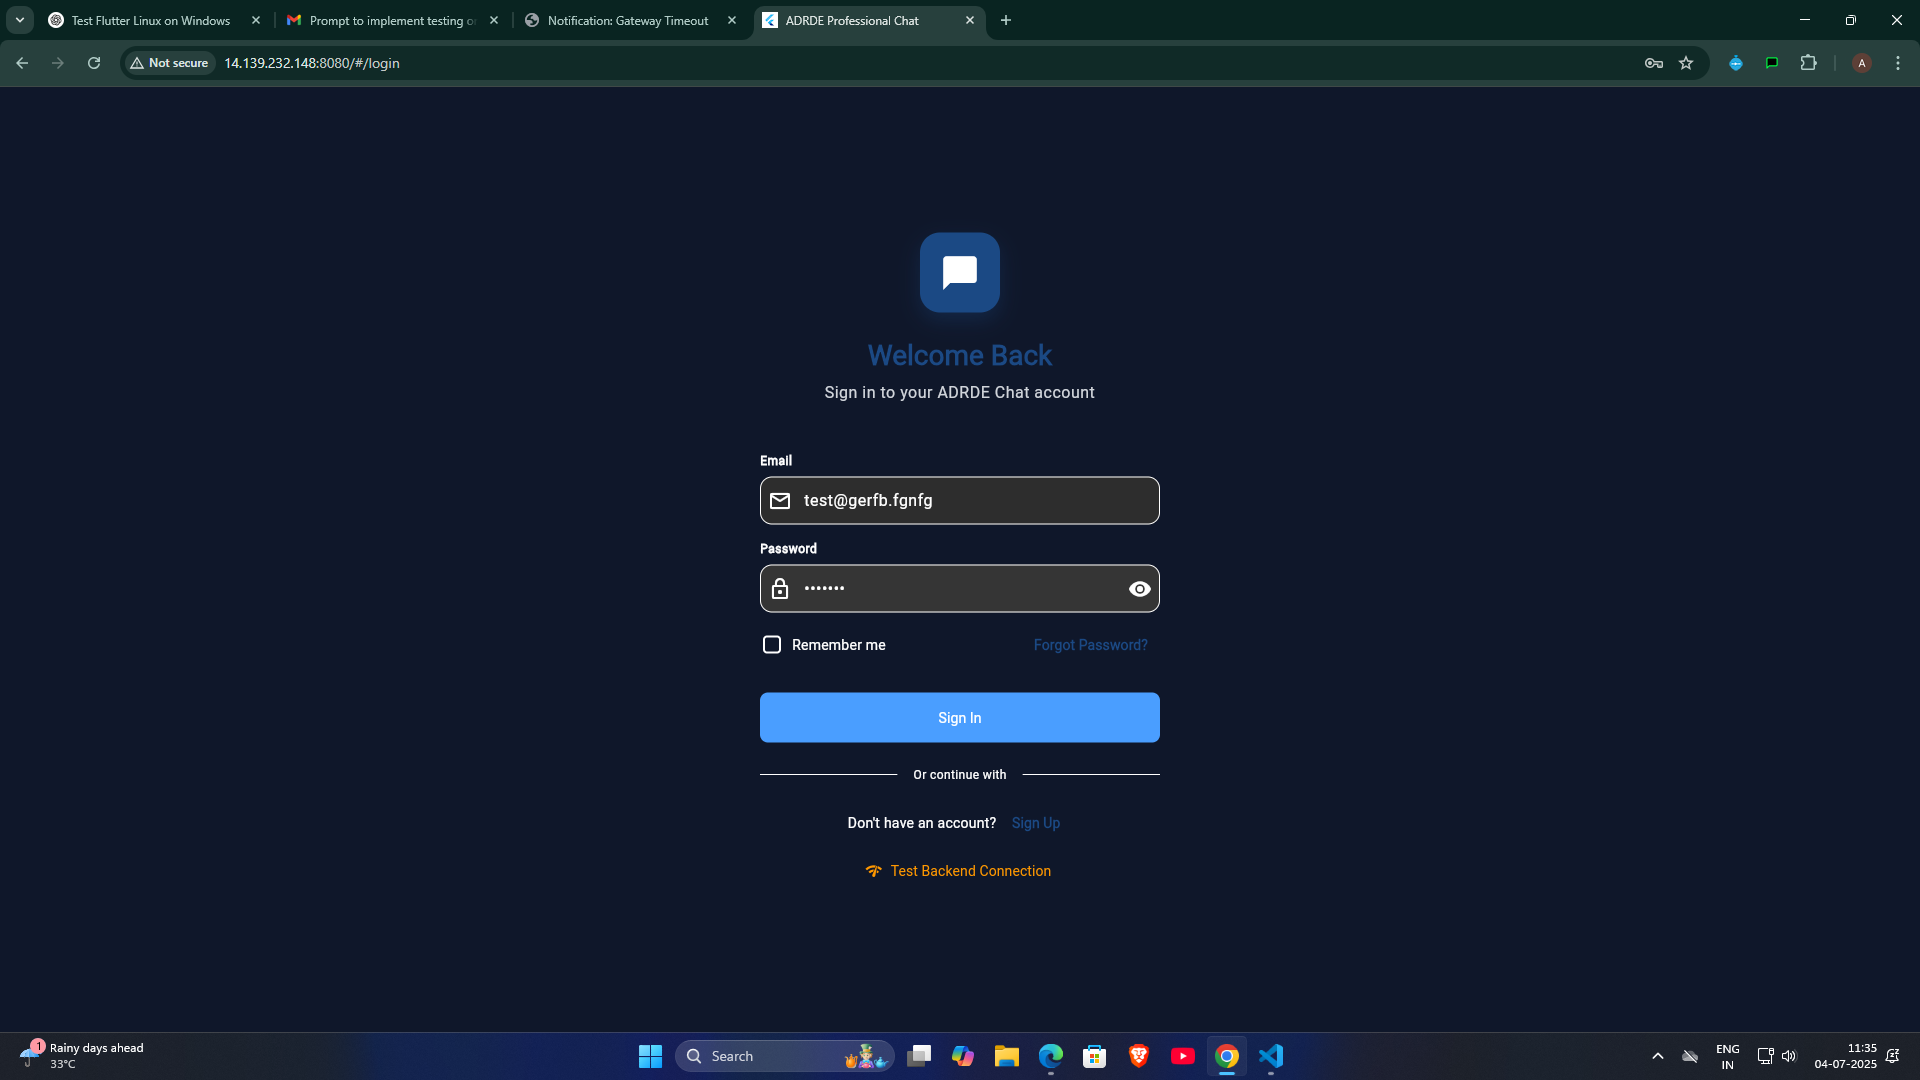 Test Flutter Linux on Windows
Prompt to implement testing
Notification: Gateway Timeout
ADRDE Professional Chat
Not secure
14.139.232.148:8080/#/login
A
Welcome Back
Sign in to your ADRDE Chat account
Email
test@gerfb.fgnfg
Password
•••••••
Remember me
Forgot Password?
Sign In
Or continue with
Don't have an account? Sign Up
Test Backend Connection
1
Rainy days ahead
33°C
Search
ENG
IN
11:35
04-07-2025